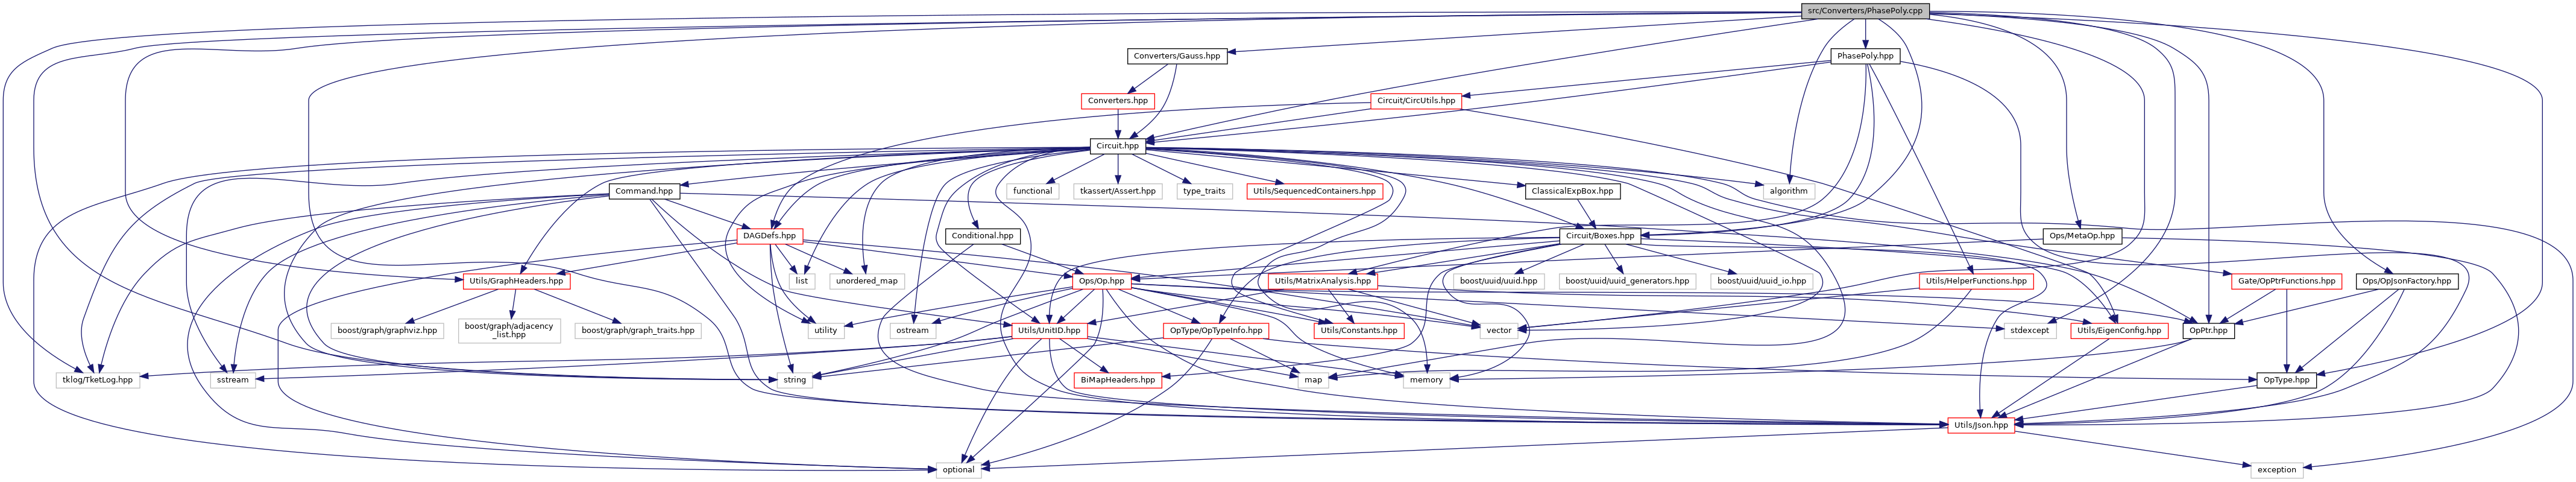 src/Converters/PhasePoly.cpp
Converters/Gauss.hpp
PhasePoly.hpp
Converters.hpp
Circuit/CircUtils.hpp
Circuit.hpp
Command.hpp
functional
tkassert/Assert.hpp
type_traits
Utils/SequencedContainers.hpp
ClassicalExpBox.hpp
algorithm
DAGDefs.hpp
Conditional.hpp
Circuit/Boxes.hpp
Ops/MetaOp.hpp
Utils/GraphHeaders.hpp
list
unordered_map
Ops/Op.hpp
Utils/MatrixAnalysis.hpp
boost/uuid/uuid.hpp
boost/uuid/uuid_generators.hpp
boost/uuid/uuid_io.hpp
Utils/HelperFunctions.hpp
Gate/OpPtrFunctions.hpp
Ops/OpJsonFactory.hpp
boost/graph/graphviz.hpp
boost/graph/adjacency
_list.hpp
boost/graph/graph_traits.hpp
utility
ostream
Utils/UnitID.hpp
OpType/OpTypeInfo.hpp
Utils/Constants.hpp
vector
stdexcept
Utils/EigenConfig.hpp
OpPtr.hpp
tklog/TketLog.hpp
sstream
string
BiMapHeaders.hpp
map
memory
OpType.hpp
Utils/Json.hpp
optional
exception